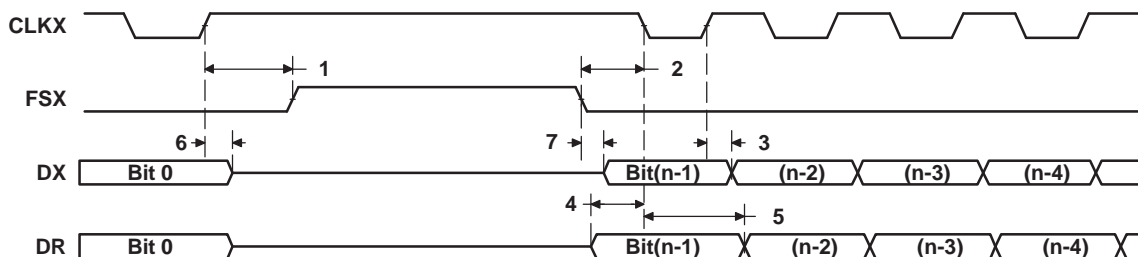 CLKX
1 2
FSX
6 7 3
DX Bit 0 Bit(n-1) (n-2) (n-3) (n-4)
4 5
DR Bit 0 Bit(n-1) (n-2) (n-3) (n-4)